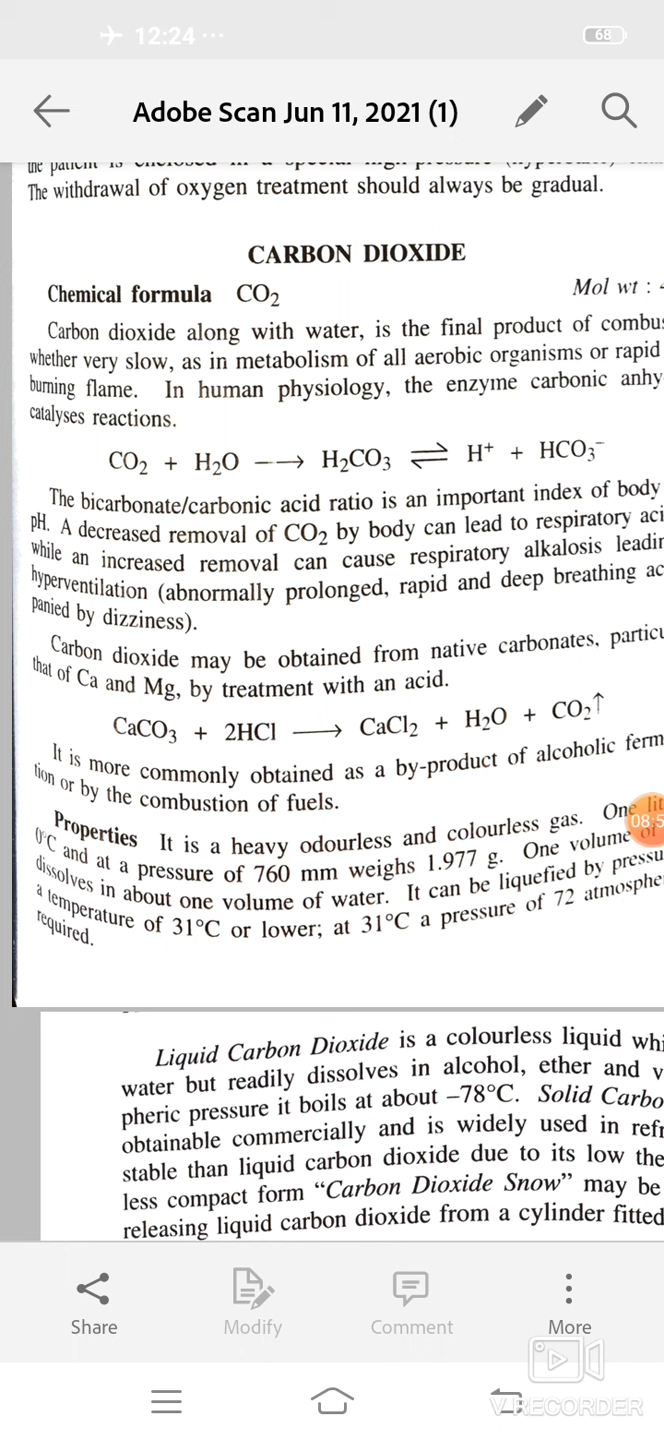 12:24 ...
68
Adobe Scan Jun 11, 2021 (1)
the patient is enclosed in a special high pressure
The withdrawal of oxygen treatment should always be gradual.
CARBON DIOXIDE
Chemical formula CO₂ Mol wt :
Carbon dioxide along with water, is the final product of combus
whether very slow, as in metabolism of all aerobic organisms or rapid
burning flame. In human physiology, the enzyme carbonic anhy
catalyses reactions.
CO₂ + H₂O → H₂CO₃ ⇌ H⁺ + HCO₃⁻
The bicarbonate/carbonic acid ratio is an important index of body
pH. A decreased removal of CO₂ by body can lead to respiratory aci
while an increased removal can cause respiratory alkalosis leadin
hyperventilation (abnormally prolonged, rapid and deep breathing ac
panied by dizziness).
Carbon dioxide may be obtained from native carbonates, particu
that of Ca and Mg, by treatment with an acid.
CaCO₃ + 2HCl → CaCl₂ + H₂O + CO₂↑
It is more commonly obtained as a by-product of alcoholic ferm
tion or by the combustion of fuels.
Properties It is a heavy odourless and colourless gas. One lit
0°C and at a pressure of 760 mm weighs 1.977 g. One volume of
08:5
dissolves in about one volume of water. It can be liquefied by pressu
a temperature of 31°C or lower; at 31°C a pressure of 72 atmosphe
required.
Liquid Carbon Dioxide is a colourless liquid whi
water but readily dissolves in alcohol, ether and v
pheric pressure it boils at about –78°C. Solid Carbo
obtainable commercially and is widely used in refr
stable than liquid carbon dioxide due to its low the
less compact form “Carbon Dioxide Snow” may be
releasing liquid carbon dioxide from a cylinder fitted
Share Modify Comment More
V RECORDER